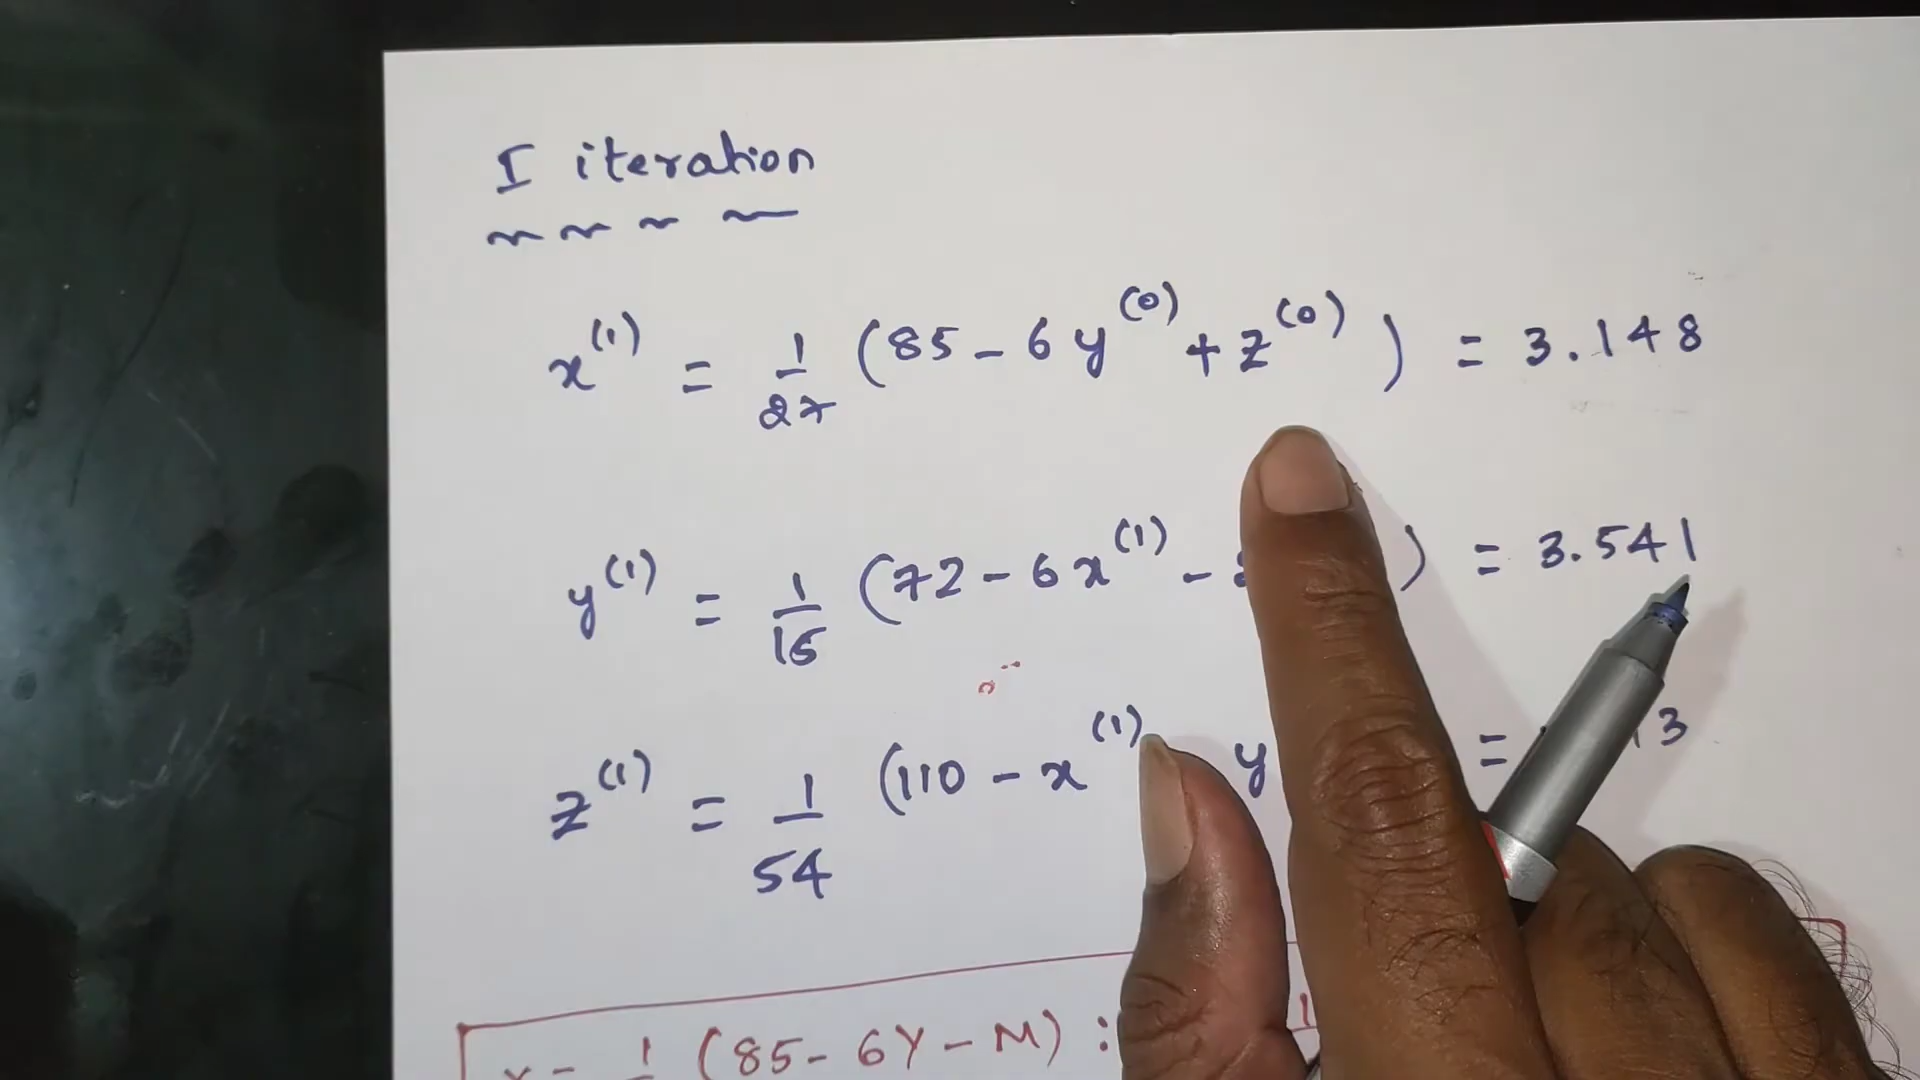 I iteration
x⁽¹⁾ = 1/27 (85 - 6y⁽⁰⁾ + z⁽⁰⁾) = 3.148
y⁽¹⁾ = 1/15 (72 - 6x⁽¹⁾ - ) = 3.541
z⁽¹⁾ = 1/54 (110 - x⁽¹⁾ y = 13
(85 - 6Y - M) :